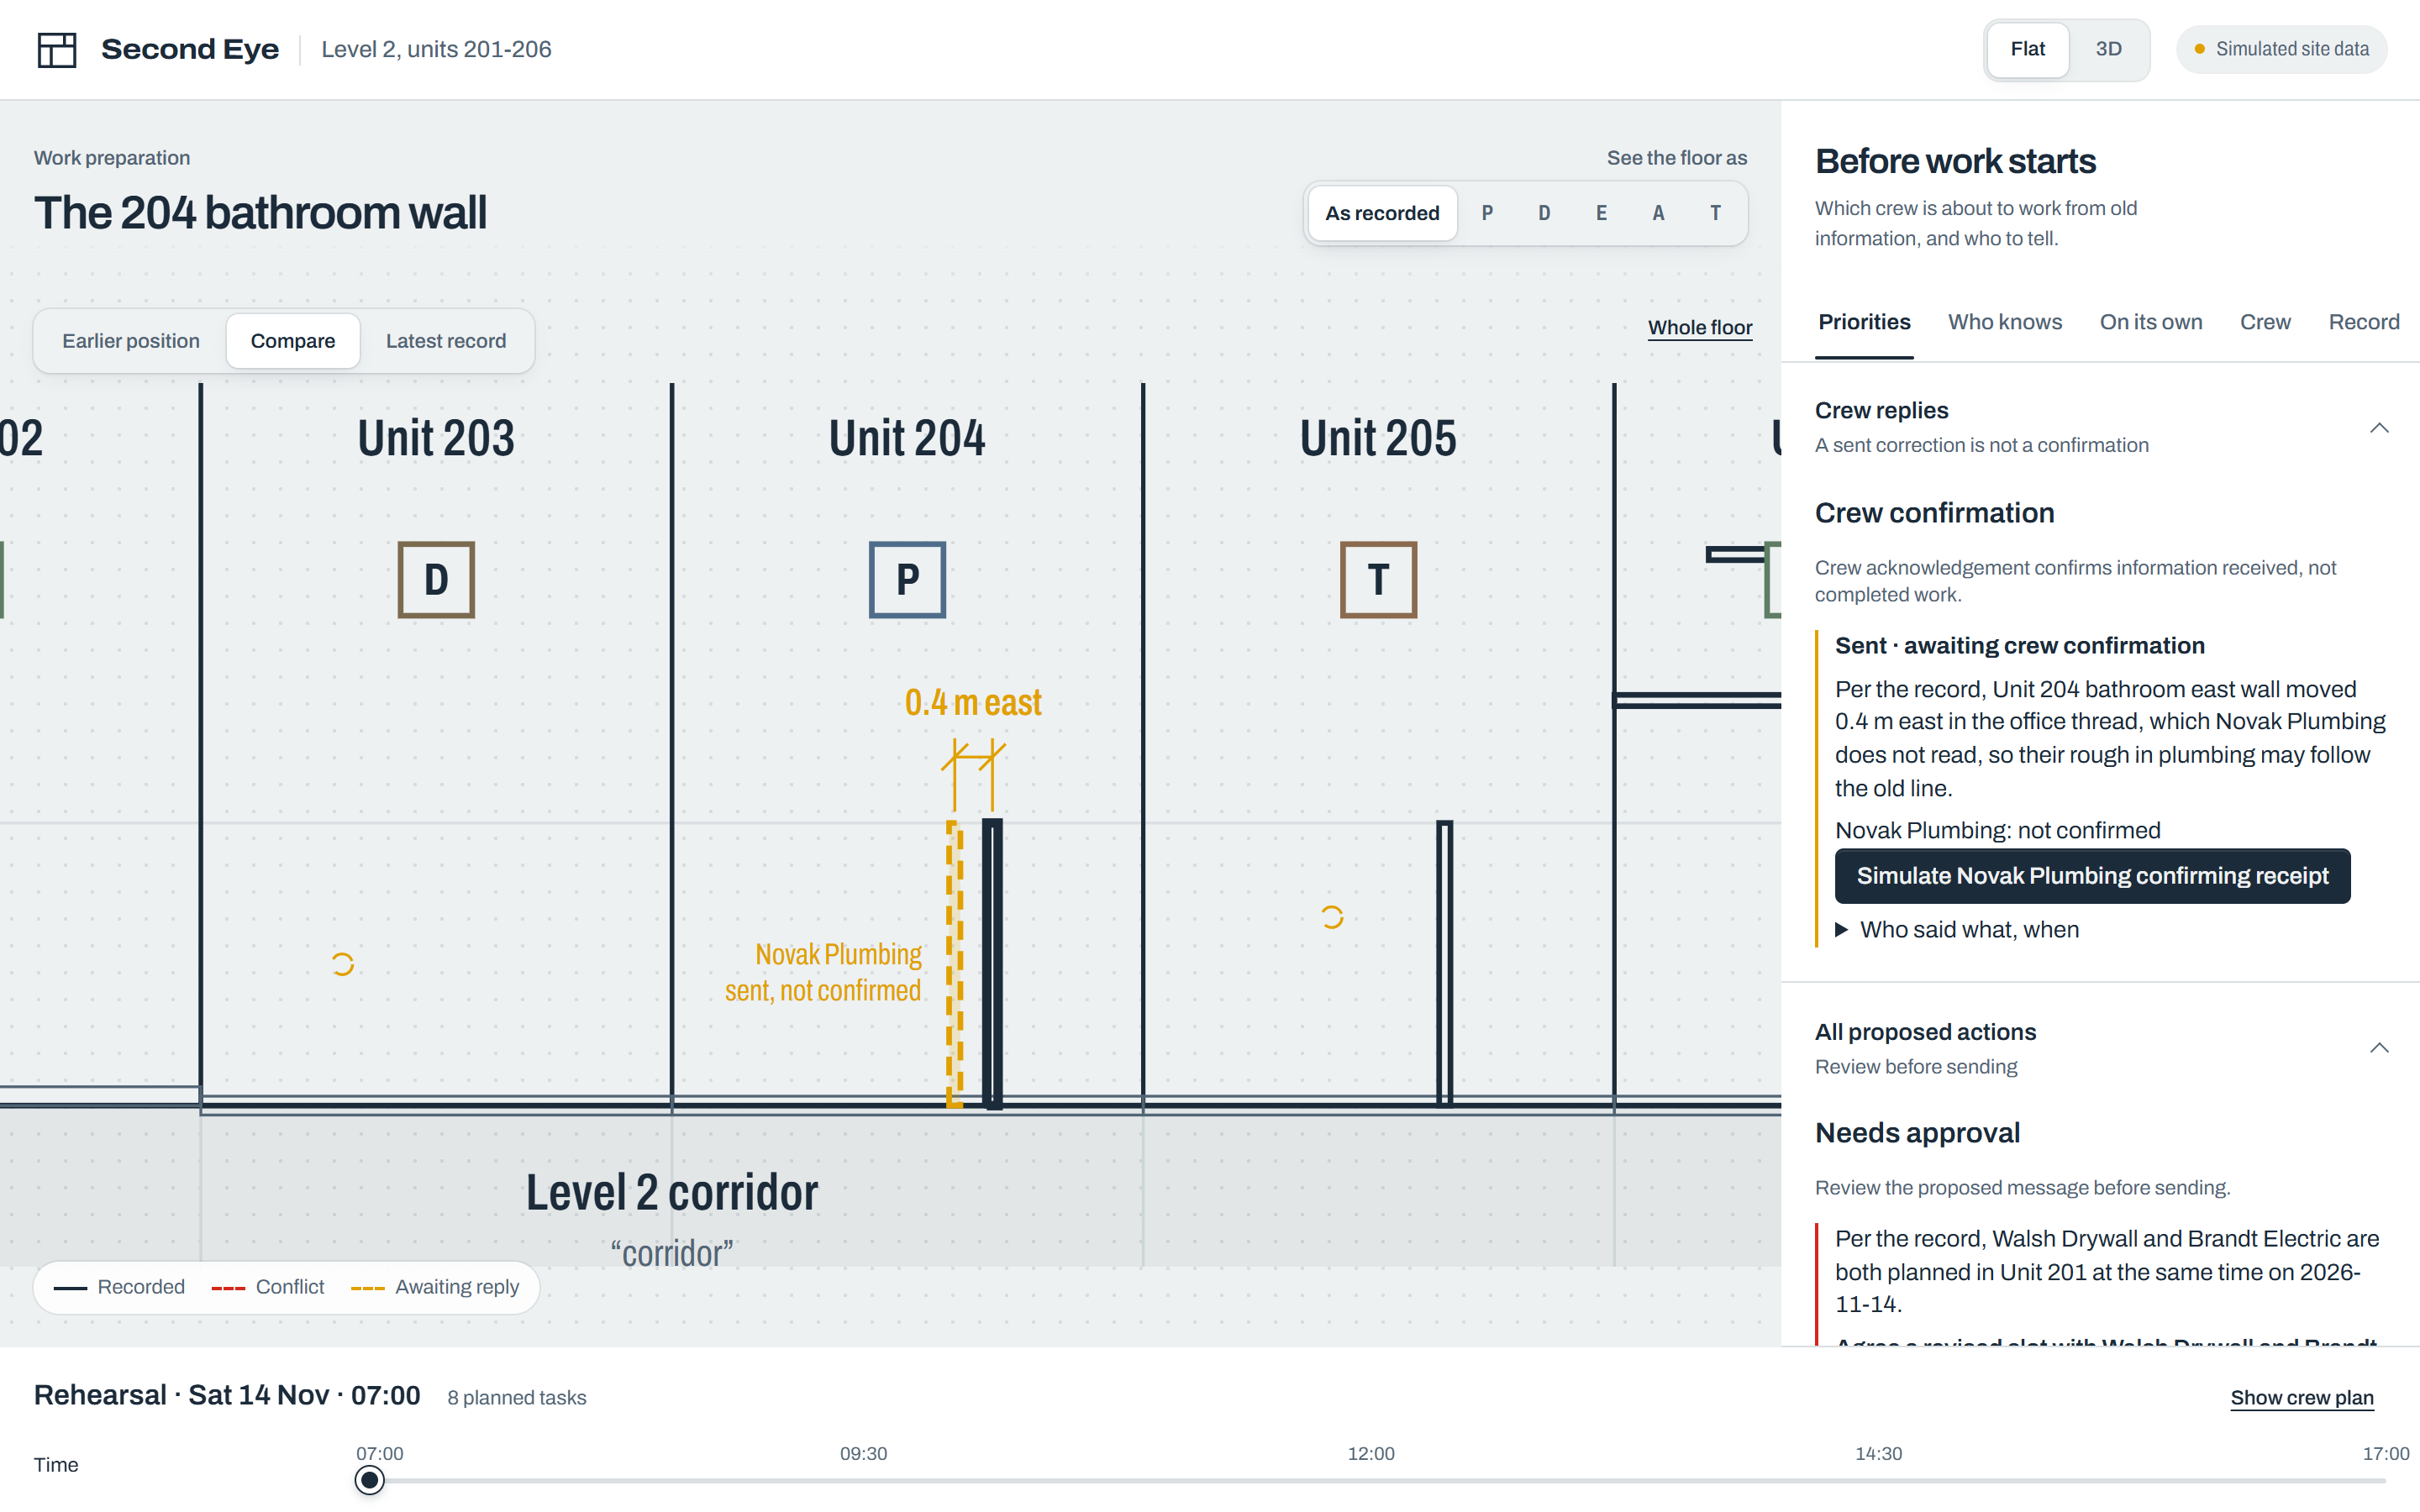 Second Eye
Level 2, units 201-206
Flat
3D
Simulated site data
Work preparation
The 204 bathroom wall
See the floor as
As recorded
P
D
E
A
T
Earlier position
Compare
Latest record
Whole floor
02
Unit 203
Unit 204
Unit 205
D
P
T
0.4 m east
Novak Plumbing
sent, not confirmed
Level 2 corridor
“corridor”
Recorded
Conflict
Awaiting reply
Before work starts
Which crew is about to work from old
information, and who to tell.
Priorities
Who knows
On its own
Crew
Record
Crew replies
A sent correction is not a confirmation
Crew confirmation
Crew acknowledgement confirms information received, not
completed work.
Sent · awaiting crew confirmation
Per the record, Unit 204 bathroom east wall moved
0.4 m east in the office thread, which Novak Plumbing
does not read, so their rough in plumbing may follow
the old line.
Novak Plumbing: not confirmed
Simulate Novak Plumbing confirming receipt
Who said what, when
All proposed actions
Review before sending
Needs approval
Review the proposed message before sending.
Per the record, Walsh Drywall and Brandt Electric are
both planned in Unit 201 at the same time on 2026-
11-14.
Agree a revised slot with Walsh Drywall and Brandt
Rehearsal · Sat 14 Nov · 07:00
8 planned tasks
Show crew plan
Time
07:00
09:30
12:00
14:30
17:00